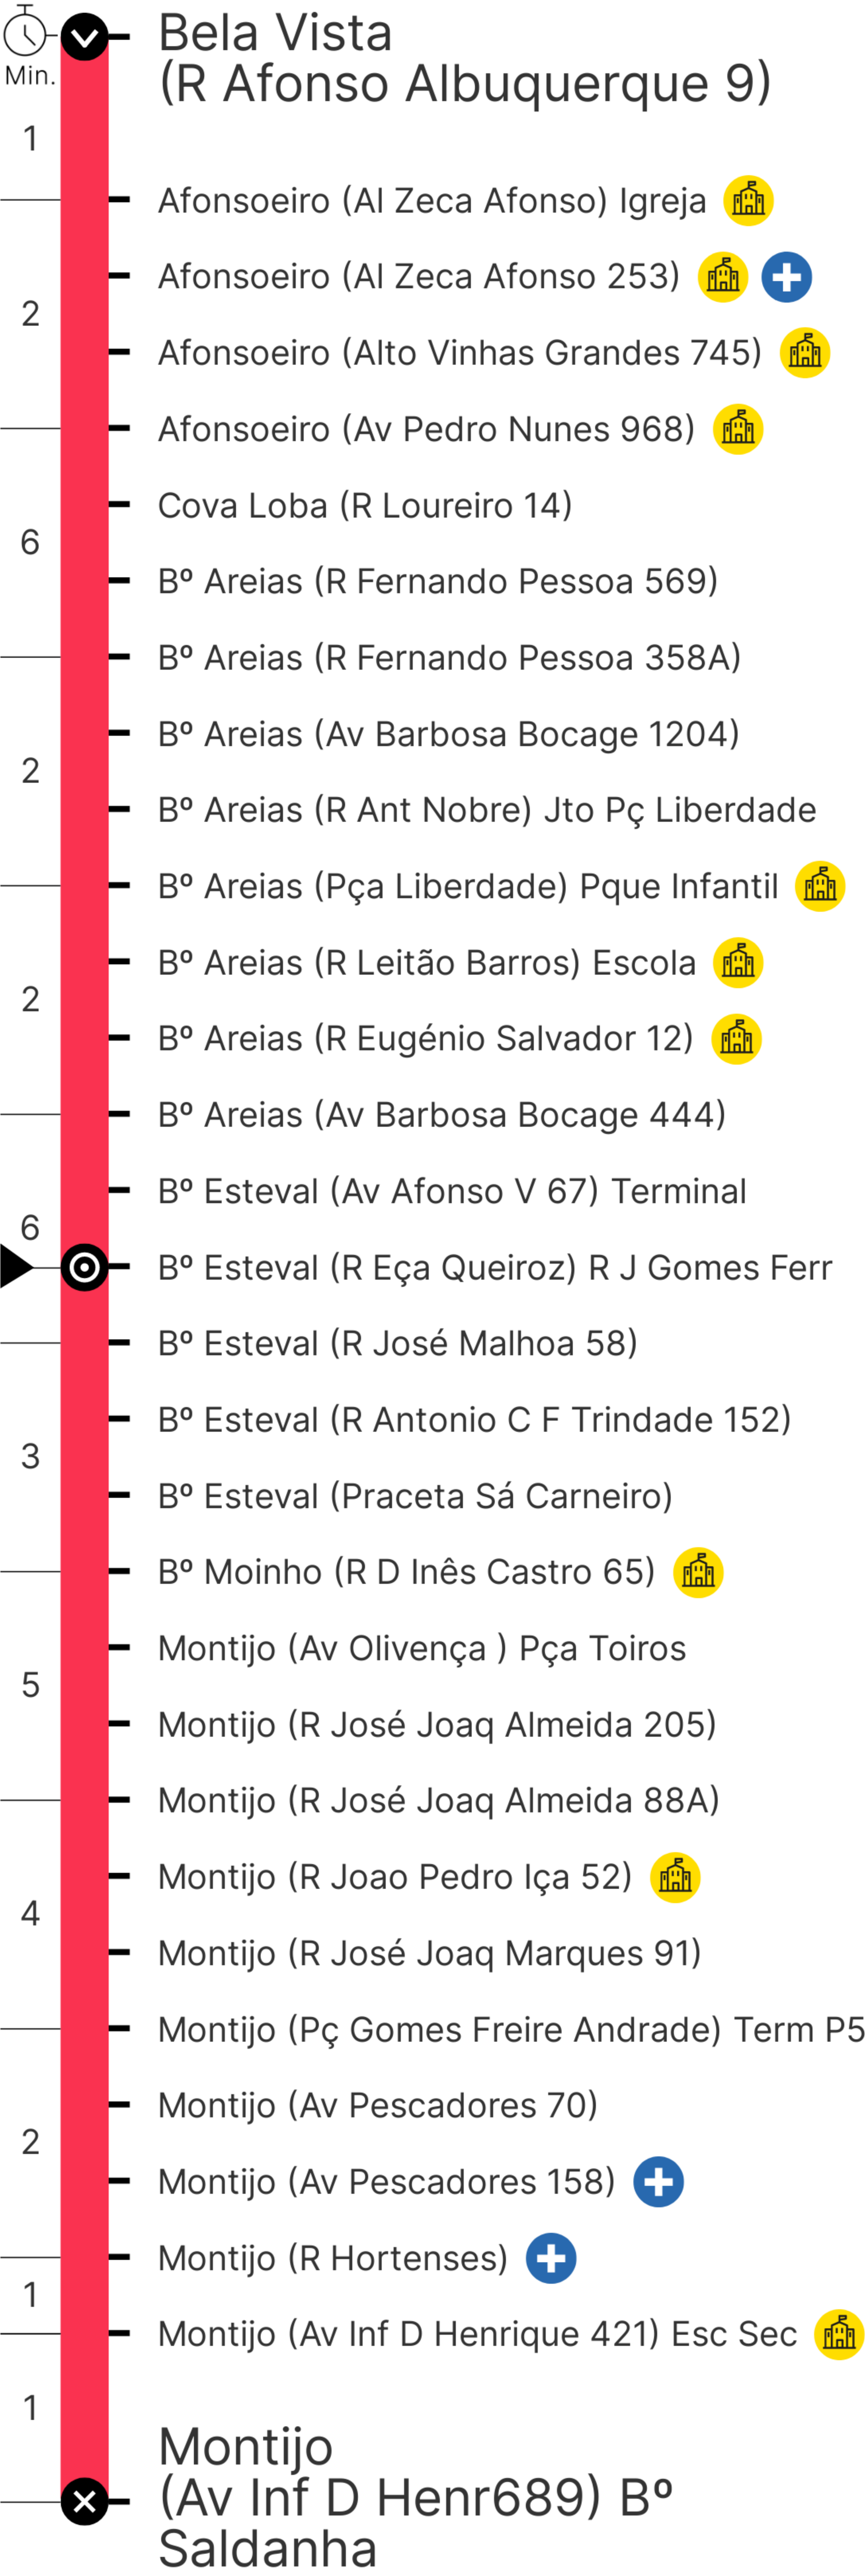 Bela Vista
(R Afonso Albuquerque 9)
Min.
1
Afonsoeiro (Al Zeca Afonso) Igreja
Afonsoeiro (Al Zeca Afonso 253)
2
Afonsoeiro (Alto Vinhas Grandes 745)
Afonsoeiro (Av Pedro Nunes 968)
Cova Loba (R Loureiro 14)
6
Bº Areias (R Fernando Pessoa 569)
Bº Areias (R Fernando Pessoa 358A)
Bº Areias (Av Barbosa Bocage 1204)
2
Bº Areias (R Ant Nobre) Jto Pç Liberdade
Bº Areias (Pça Liberdade) Pque Infantil
Bº Areias (R Leitão Barros) Escola
2
Bº Areias (R Eugénio Salvador 12)
Bº Areias (Av Barbosa Bocage 444)
Bº Esteval (Av Afonso V 67) Terminal
6
Bº Esteval (R Eça Queiroz) R J Gomes Ferr
Bº Esteval (R José Malhoa 58)
Bº Esteval (R Antonio C F Trindade 152)
3
Bº Esteval (Praceta Sá Carneiro)
Bº Moinho (R D Inês Castro 65)
Montijo (Av Olivença ) Pça Toiros
5
Montijo (R José Joaq Almeida 205)
Montijo (R José Joaq Almeida 88A)
Montijo (R Joao Pedro Iça 52)
4
Montijo (R José Joaq Marques 91)
Montijo (Pç Gomes Freire Andrade) Term P5
Montijo (Av Pescadores 70)
2
Montijo (Av Pescadores 158)
Montijo (R Hortenses)
1
Montijo (Av Inf D Henrique 421) Esc Sec
1
Montijo
(Av Inf D Henr689) Bº
Saldanha